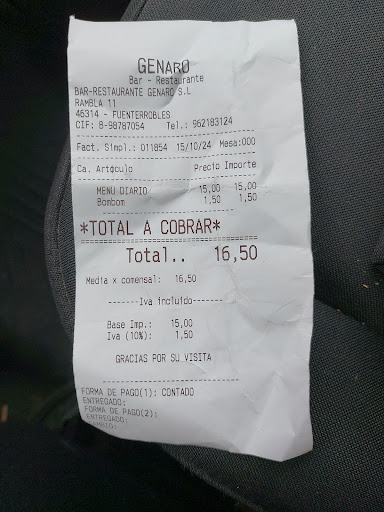 GENARO
Bar - Restaurante
BAR-RESTAURANTE GENARO S.L
RAMBLA 11
46314 - FUENTERROBLES
CIF: B-98787054 Tel.: 962183124
Fact. Simpl.: 011854 15/10/24 Mesa:000
Ca. Artículo Precio Importe
MENU DIARIO 15,00 15,00
Bombom 1,50 1,50
*TOTAL A COBRAR*
Total.. 16,50
Media x comensal: 16,50
-------Iva incluido-------
Base Imp.: 15,00
Iva (10%): 1,50
GRACIAS POR SU VISITA
FORMA DE PAGO(1): CONTADO
ENTREGADO:
FORMA DE PAGO(2):
ENTREGADO:
CAMBIO: